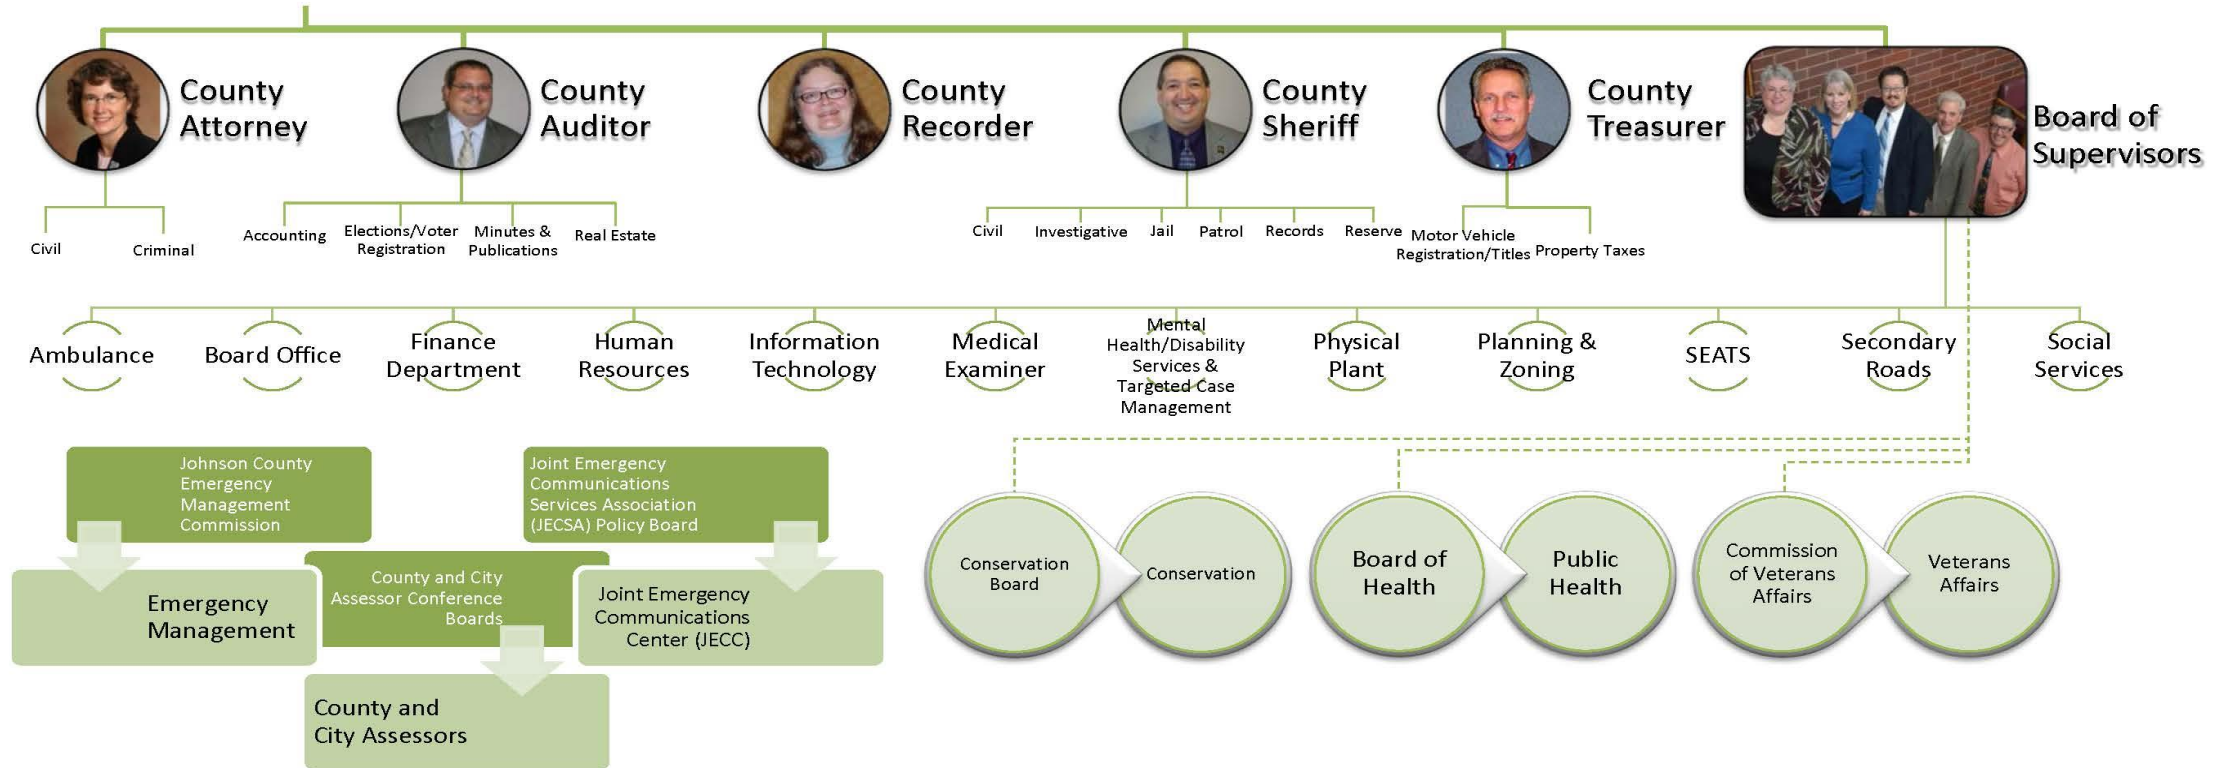 County
Attorney
County
Auditor
County
Recorder
County
Sheriff
County
Treasurer
Board of
Supervisors
Civil
Criminal
Accounting
Elections/Voter
Registration
Minutes &
Publications
Real Estate
Civil
Investigative
Jail
Patrol
Records
Reserve
Motor Vehicle
Registration/Titles
Property Taxes
Ambulance
Board Office
Finance
Department
Human
Resources
Information
Technology
Medical
Examiner
Mental
Health/Disability
Services &
Targeted Case
Management
Physical
Plant
Planning &
Zoning
SEATS
Secondary
Roads
Social
Services
Johnson County
Emergency
Management
Commission
Emergency
Management
County and City
Assessor Conference
Boards
County and
City Assessors
Joint Emergency
Communications
Services Association
(JECSA) Policy Board
Joint Emergency
Communications
Center (JECC)
Conservation
Board
Conservation
Board of
Health
Public
Health
Commission
of Veterans
Affairs
Veterans
Affairs